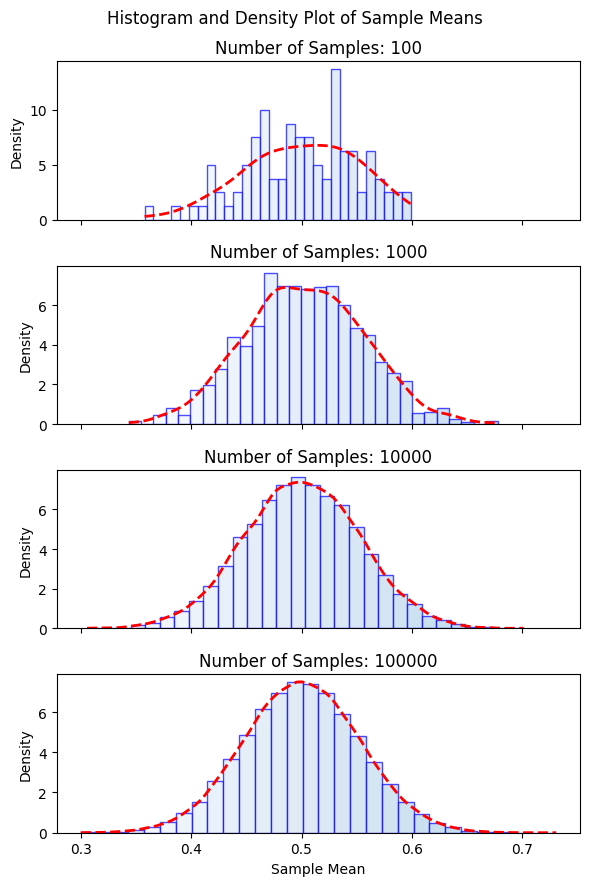 Histogram and Density Plot of Sample Means
Number of Samples: 100
Density
10
5
0
Number of Samples: 1000
Density
6
4
2
0
Number of Samples: 10000
Density
6
4
2
0
Number of Samples: 100000
Density
6
4
2
0
0.3 0.4 0.5 0.6 0.7
Sample Mean